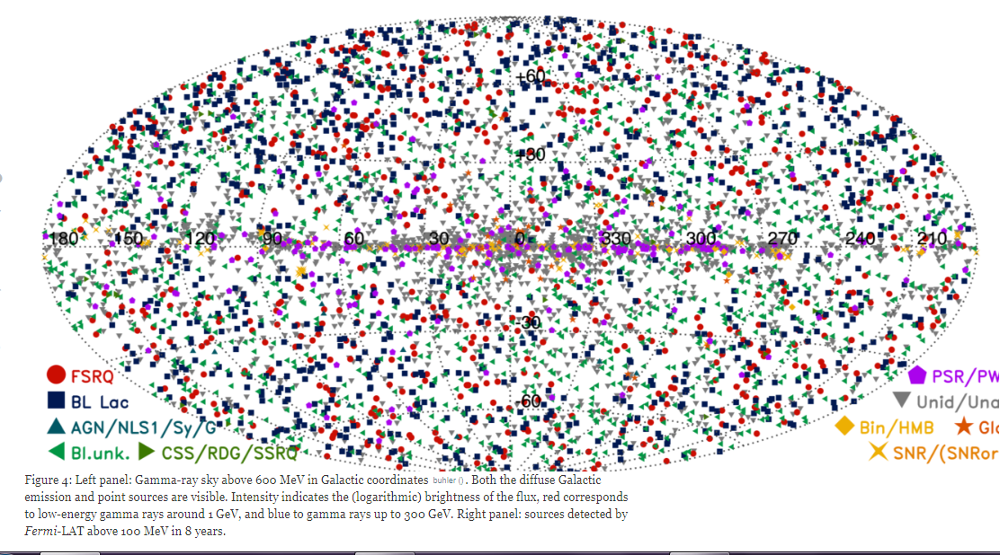 +60
+30
180 150 120 90 60 30 0 330 300 270 240 210
-30
-60
FSRQ
BL Lac
AGN/NLS1/Sy/G
Bl.unk. CSS/RDG/SSRQ
PSR/PW
Unid/Una
Bin/HMB Glo
SNR/(SNRor
Figure 4: Left panel: Gamma-ray sky above 600 MeV in Galactic coordinates buhler (). Both the diffuse Galactic
emission and point sources are visible. Intensity indicates the (logarithmic) brightness of the flux, red corresponds
to low-energy gamma rays around 1 GeV, and blue to gamma rays up to 300 GeV. Right panel: sources detected by
Fermi-LAT above 100 MeV in 8 years.